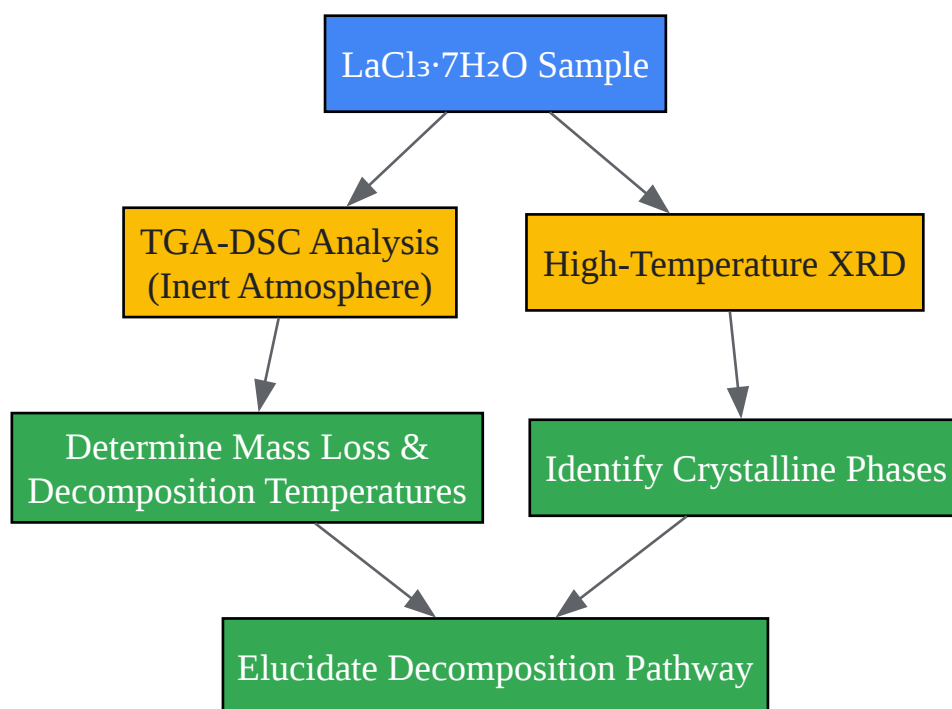 LaCl₃·7H₂O Sample
TGA-DSC Analysis
(Inert Atmosphere)
High-Temperature XRD
Determine Mass Loss &
Decomposition Temperatures
Identify Crystalline Phases
Elucidate Decomposition Pathway